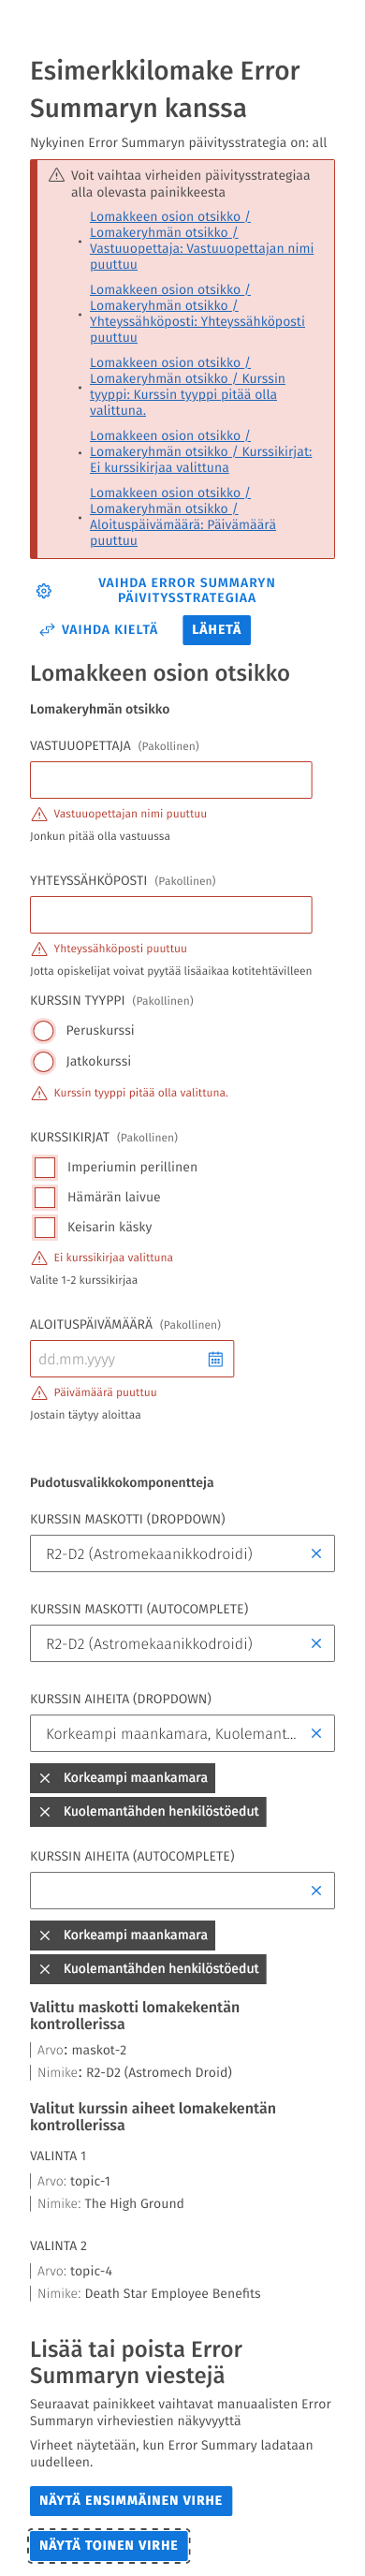 Esimerkkilomake Error
Summaryn kanssa
Nykyinen Error Summaryn päivitysstrategia on: all
Voit vaihtaa virheiden päivitysstrategiaa
alla olevasta painikkeesta
Lomakkeen osion otsikko /
Lomakeryhmän otsikko /
Vastuuopettaja: Vastuuopettajan nimi
puuttuu
Lomakkeen osion otsikko /
Lomakeryhmän otsikko /
Yhteyssähköposti: Yhteyssähköposti
puuttuu
Lomakkeen osion otsikko /
Lomakeryhmän otsikko / Kurssin
tyyppi: Kurssin tyyppi pitää olla
valittuna.
Lomakkeen osion otsikko /
Lomakeryhmän otsikko / Kurssikirjat:
Ei kurssikirjaa valittuna
Lomakkeen osion otsikko /
Lomakeryhmän otsikko /
Aloituspäivämäärä: Päivämäärä
puuttuu
VAIHDA ERROR SUMMARYN
PÄIVITYSSTRATEGIAA
VAIHDA KIELTÄ
LÄHETÄ
Lomakkeen osion otsikko
Lomakeryhmän otsikko
VASTUUOPETTAJA (Pakollinen)
Vastuuopettajan nimi puuttuu
Jonkun pitää olla vastuussa
YHTEYSSÄHKÖPOSTI (Pakollinen)
Yhteyssähköposti puuttuu
Jotta opiskelijat voivat pyytää lisäaikaa kotitehtävilleen
KURSSIN TYYPPI (Pakollinen)
Peruskurssi
Jatkokurssi
Kurssin tyyppi pitää olla valittuna.
KURSSIKIRJAT (Pakollinen)
Imperiumin perillinen
Hämärän laivue
Keisarin käsky
Ei kurssikirjaa valittuna
Valite 1-2 kurssikirjaa
ALOITUSPÄIVÄMÄÄRÄ (Pakollinen)
dd.mm.yyyy
Päivämäärä puuttuu
Jostain täytyy aloittaa
Pudotusvalikkokomponentteja
KURSSIN MASKOTTI (DROPDOWN)
R2-D2 (Astromekaanikkodroidi)
KURSSIN MASKOTTI (AUTOCOMPLETE)
R2-D2 (Astromekaanikkodroidi)
KURSSIN AIHEITA (DROPDOWN)
Korkeampi maankamara, Kuolemant...
Korkeampi maankamara
Kuolemantähden henkilöstöedut
KURSSIN AIHEITA (AUTOCOMPLETE)
Korkeampi maankamara
Kuolemantähden henkilöstöedut
Valittu maskotti lomakekentän
kontrollerissa
Arvo: maskot-2
Nimike: R2-D2 (Astromech Droid)
Valitut kurssin aiheet lomakekentän
kontrollerissa
VALINTA 1
Arvo: topic-1
Nimike: The High Ground
VALINTA 2
Arvo: topic-4
Nimike: Death Star Employee Benefits
Lisää tai poista Error
Summaryn viestejä
Seuraavat painikkeet vaihtavat manuaalisten Error
Summaryn virheviestien näkyvyyttä
Virheet näytetään, kun Error Summary ladataan
uudelleen.
NÄYTÄ ENSIMMÄINEN VIRHE
NÄYTÄ TOINEN VIRHE